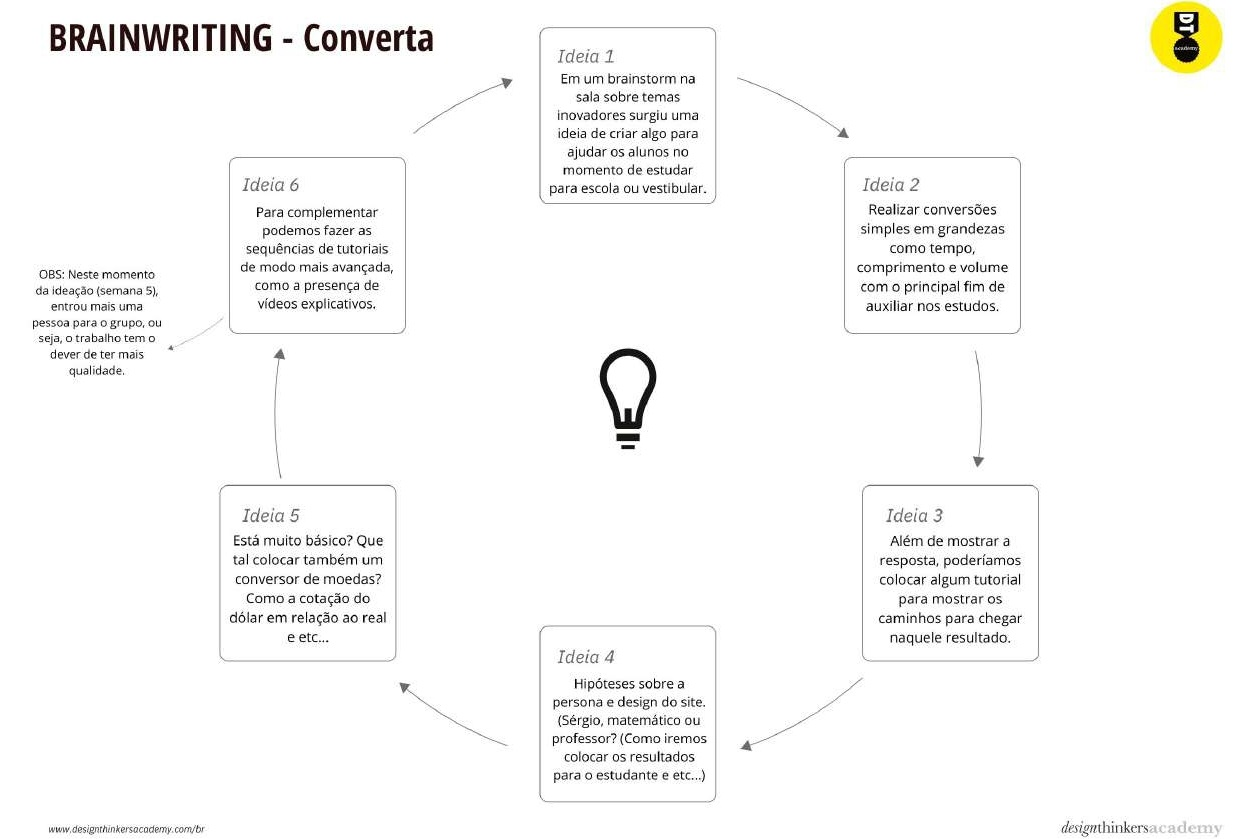 BRAINWRITING - Converta
DT
academy
Ideia 1
Em um brainstorm na
sala sobre temas
inovadores surgiu uma
ideia de criar algo para
ajudar os alunos no
momento de estudar
para escola ou vestibular.
Ideia 2
Realizar conversões
simples em grandezas
como tempo,
comprimento e volume
com o principal fim de
auxiliar nos estudos.
Ideia 3
Além de mostrar a
resposta, poderíamos
colocar algum tutorial
para mostrar os
caminhos para chegar
naquele resultado.
Ideia 4
Hipóteses sobre a
persona e design do site.
(Sérgio, matemático ou
professor? (Como iremos
colocar os resultados
para o estudante e etc...)
Ideia 5
Está muito básico? Que
tal colocar também um
conversor de moedas?
Como a cotação do
dólar em relação ao real
e etc...
Ideia 6
Para complementar
podemos fazer as
sequências de tutoriais
de modo mais avançada,
como a presença de
vídeos explicativos.
OBS: Neste momento
da ideação (semana 5),
entrou mais uma
pessoa para o grupo, ou
seja, o trabalho tem o
dever de ter mais
qualidade.
www.designthinkersacademy.com/br
designthinkersacademy